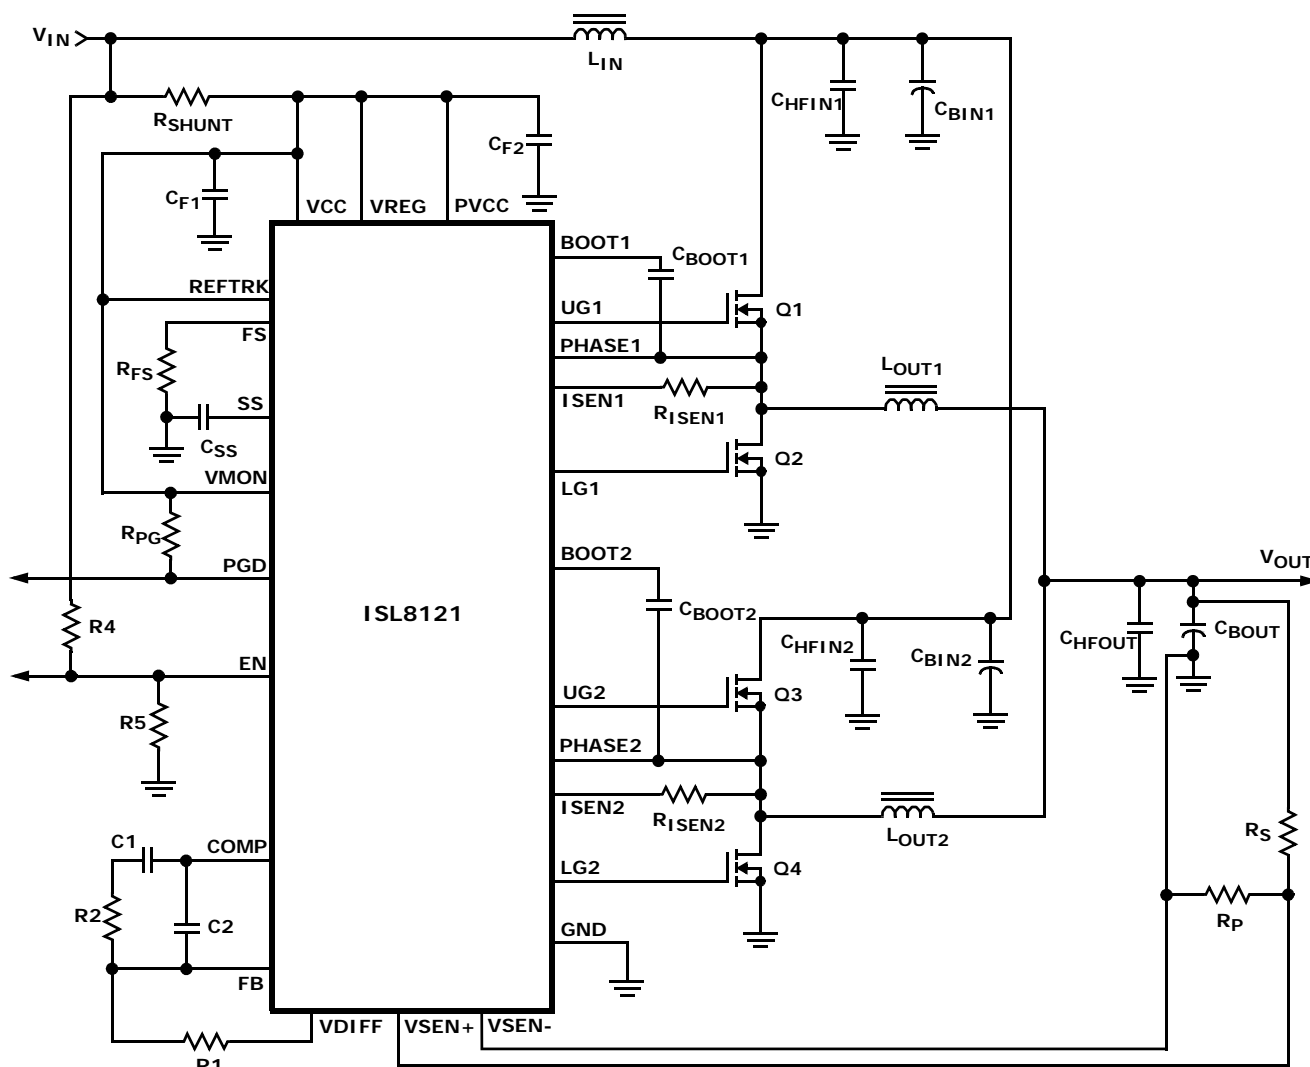 VIN
LIN
CHFIN1
CBIN1
RSHUNT
CF2
CF1
VCC VREG PVCC
BOOT1
CBOOT1
REFTRK
UG1
Q1
FS
PHASE1
RFS
LOUT1
SS
ISEN1
RISEN1
CSS
Q2
VMON
LG1
RPG
BOOT2
VOUT
PGD
ISL8121
CBOOT2
R4
CHFIN2
CBIN2
CHFOUT
CBOUT
EN
UG2
Q3
R5
PHASE2
ISEN2
RISEN2
LOUT2
RS
C1
COMP
LG2
Q4
R2
C2
GND
RP
FB
VDIFF VSEN+ VSEN-
R1